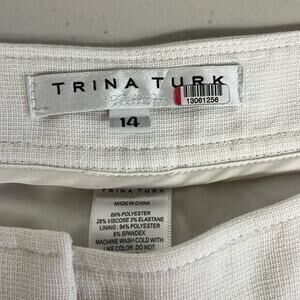 TRINA TURK
13061256
14
TRINA TURK
MADE IN CHINA
69% POLYESTER
28% VISCOSE 3% ELASTANE
LINING: 94% POLYESTER
6% SPANDEX
MACHINE WASH COLD WITH
LIKE COLOR DO NOT